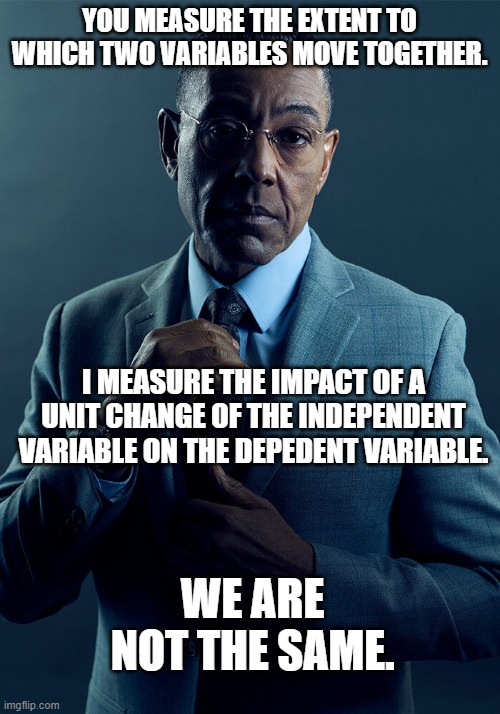 YOU MEASURE THE EXTENT TO
WHICH TWO VARIABLES MOVE TOGETHER.
I MEASURE THE IMPACT OF A
UNIT CHANGE OF THE INDEPENDENT
VARIABLE ON THE DEPEDENT VARIABLE.
WE ARE
NOT THE SAME.
imgflip.com